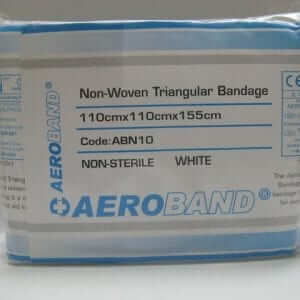 AEROBAND®
Non-Woven Triangular Bandage
110cmx110cmx155cm
Code:ABN10
NON-STERILE WHITE
AEROBAND®
CE